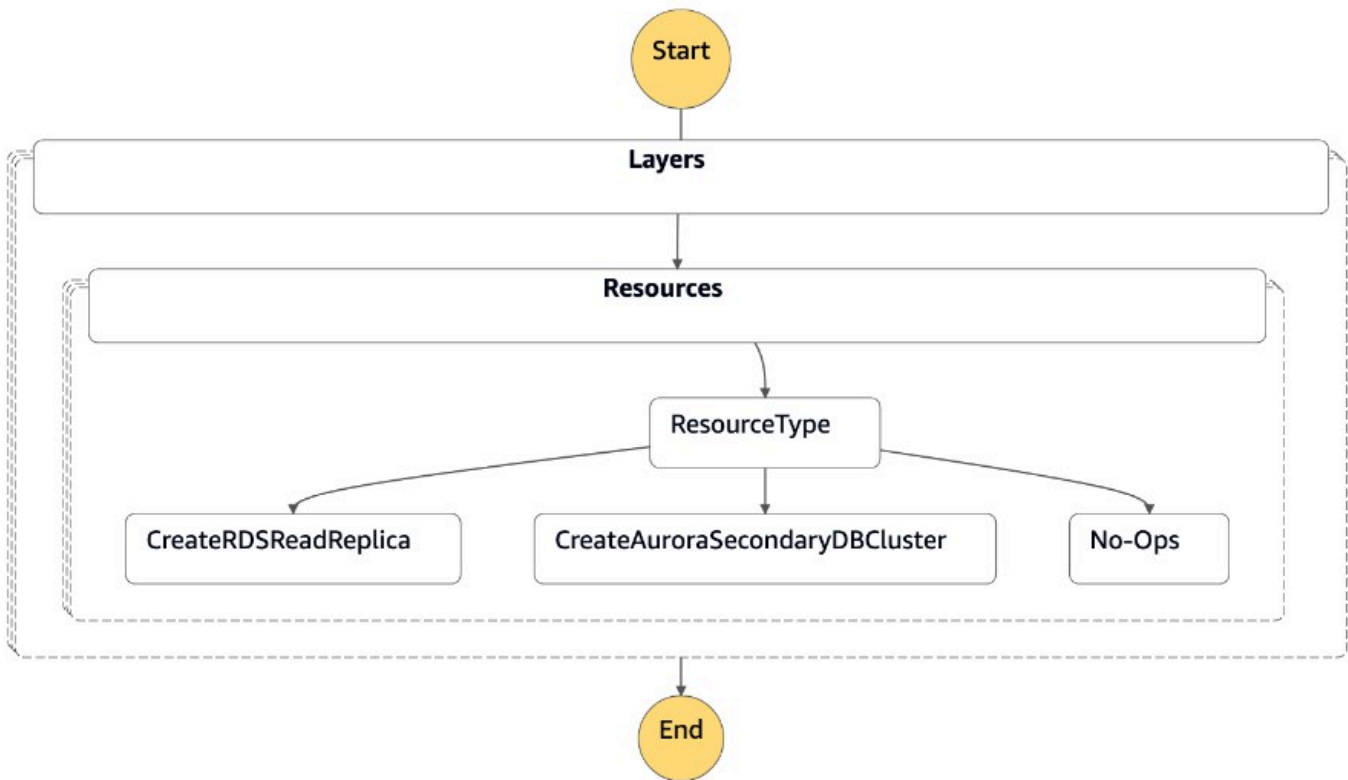 Start
Layers
Resources
ResourceType
CreateRDSReadReplica
CreateAuroraSecondaryDBCluster
No-Ops
End